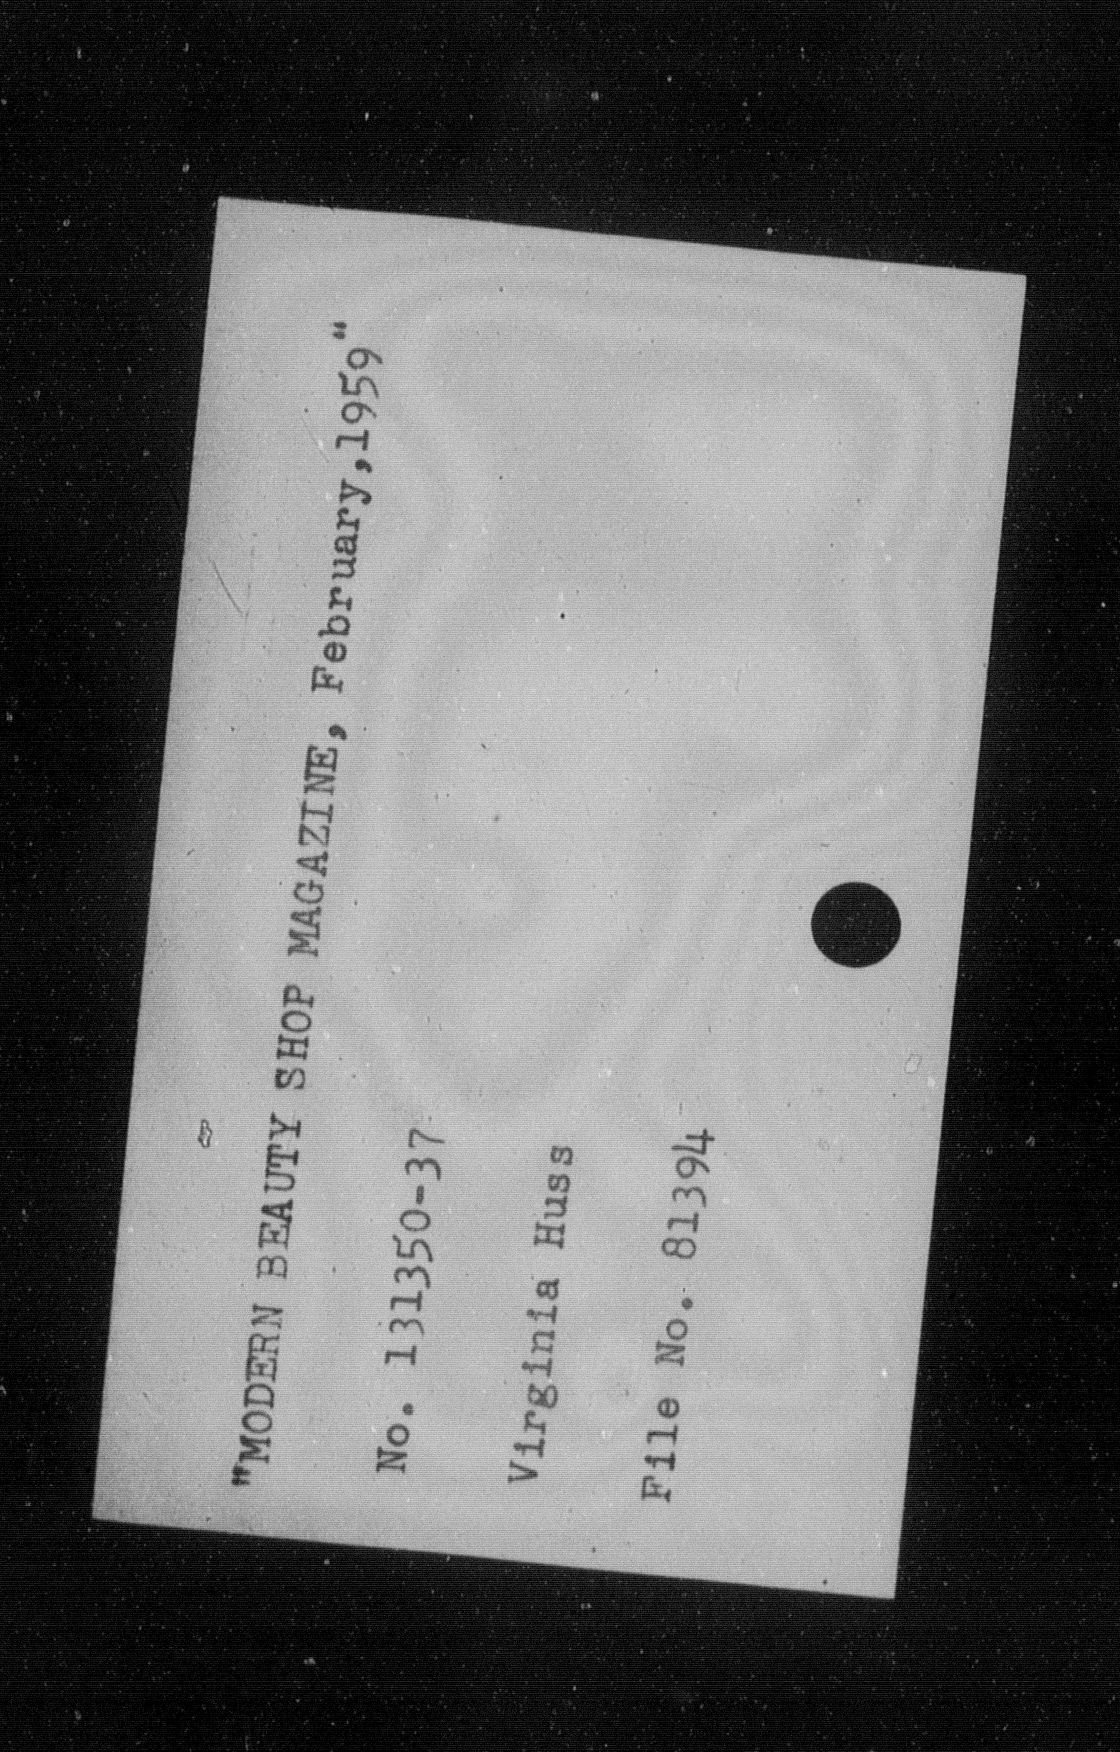 "MODERN BEAUTY SHOP MAGAZINE, February,1959"
No. 131350-37
Virginia Huss
File No. 81394